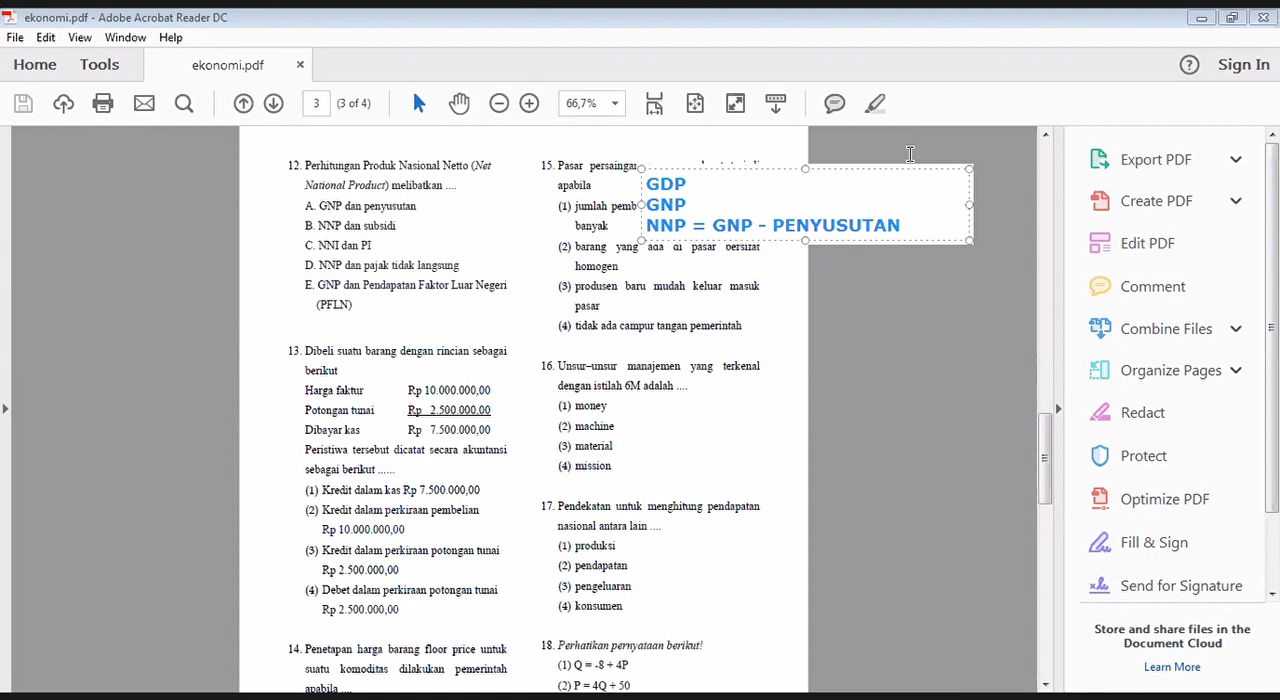 ekonomi.pdf - Adobe Acrobat Reader DC
File Edit View Window Help
Home Tools ekonomi.pdf × ? Sign In
3 (3 of 4) 66,7%
12. Perhitungan Produk Nasional Netto (Net
National Product) melibatkan ....
A. GNP dan penyusutan
B. NNP dan subsidi
C. NNI dan PI
D. NNP dan pajak tidak langsung
E. GNP dan Pendapatan Faktor Luar Negeri
(PFLN)
13. Dibeli suatu barang dengan rincian sebagai
berikut
Harga faktur Rp 10.000.000,00
Potongan tunai Rp 2.500.000,00
Dibayar kas Rp 7.500.000,00
Peristiwa tersebut dicatat secara akuntansi
sebagai berikut ......
(1) Kredit dalam kas Rp 7.500.000,00
(2) Kredit dalam perkiraan pembelian
Rp 10.000.000,00
(3) Kredit dalam perkiraan potongan tunai
Rp 2.500.000,00
(4) Debet dalam perkiraan potongan tunai
Rp 2.500.000,00
14. Penetapan harga barang floor price untuk
suatu komoditas dilakukan pemerintah
apabila ....
15. Pasar persaingan
apabila
(1) jumlah pemb
banyak
(2) barang yang ada di pasar bersifat
homogen
(3) produsen baru mudah keluar masuk
pasar
(4) tidak ada campur tangan pemerintah
16. Unsur–unsur manajemen yang terkenal
dengan istilah 6M adalah ....
(1) money
(2) machine
(3) material
(4) mission
17. Pendekatan untuk menghitung pendapatan
nasional antara lain ....
(1) produksi
(2) pendapatan
(3) pengeluaran
(4) konsumen
18. Perhatikan pernyataan berikut!
(1) Q = -8 + 4P
(2) P = 4Q + 50
GDP
GNP
NNP = GNP - PENYUSUTAN
Export PDF
Create PDF
Edit PDF
Comment
Combine Files
Organize Pages
Redact
Protect
Optimize PDF
Fill & Sign
Send for Signature
Store and share files in the
Document Cloud
Learn More